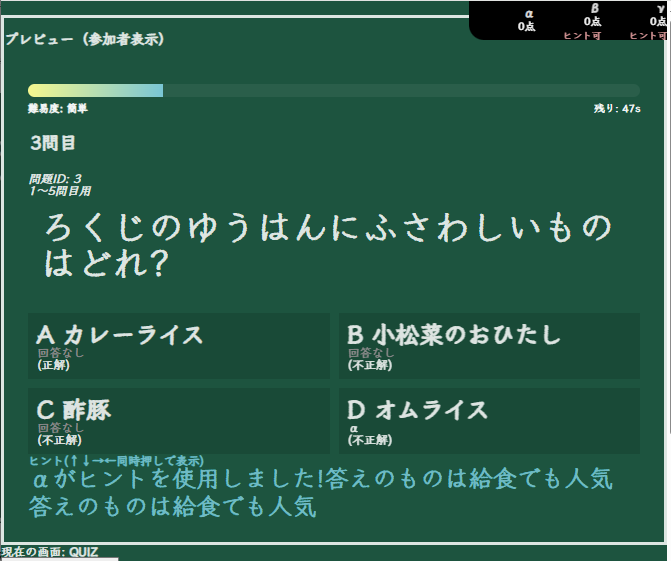 α β γ
0点 0点 0点
ヒント可 ヒント可
プレビュー（参加者表示）
難易度: 簡単 残り: 47s
3問目
問題ID: 3
1〜5問目用
ろくじのゆうはんにふさわしいもの
はどれ?
A カレーライス
回答なし
(正解)
B 小松菜のおひたし
回答なし
(不正解)
C 酢豚
回答なし
(不正解)
D オムライス
α
(不正解)
ヒント(↑↓→←同時押して表示)
αがヒントを使用しました!答えのものは給食でも人気
答えのものは給食でも人気
現在の画面: QUIZ